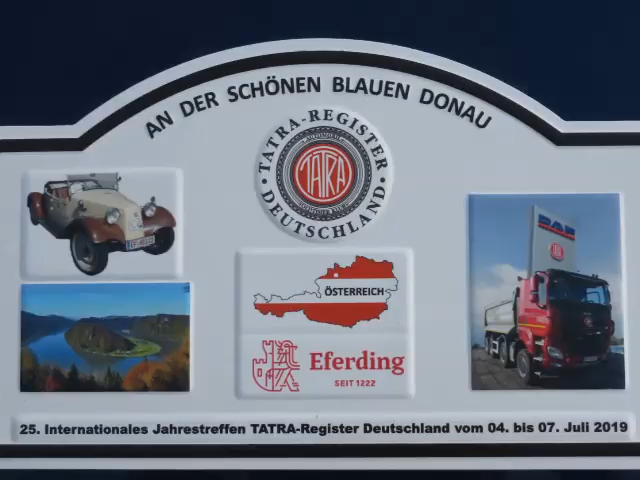 AN DER SCHÖNEN BLAUEN DONAU
TATRA-REGISTER
TATRA
DEUTSCHLAND
ÖSTERREICH
Eferding
SEIT 1222
25. Internationales Jahrestreffen TATRA-Register Deutschland vom 04. bis 07. Juli 2019